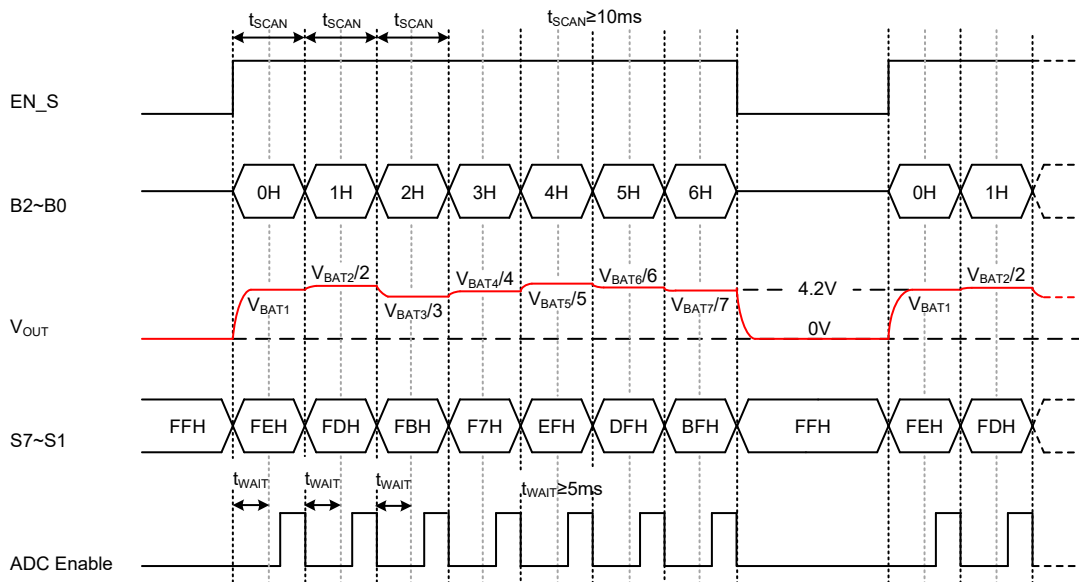 tSCAN tSCAN tSCAN tSCAN≥10ms
EN_S
B2~B0 0H 1H 2H 3H 4H 5H 6H 0H 1H
VOUT VBAT1 VBAT2/2 VBAT3/3 VBAT4/4 VBAT5/5 VBAT6/6 VBAT7/7 4.2V 0V VBAT1 VBAT2/2
S7~S1 FFH FEH FDH FBH F7H EFH DFH BFH FFH FEH FDH
tWAIT tWAIT tWAIT tWAIT≥5ms
ADC Enable